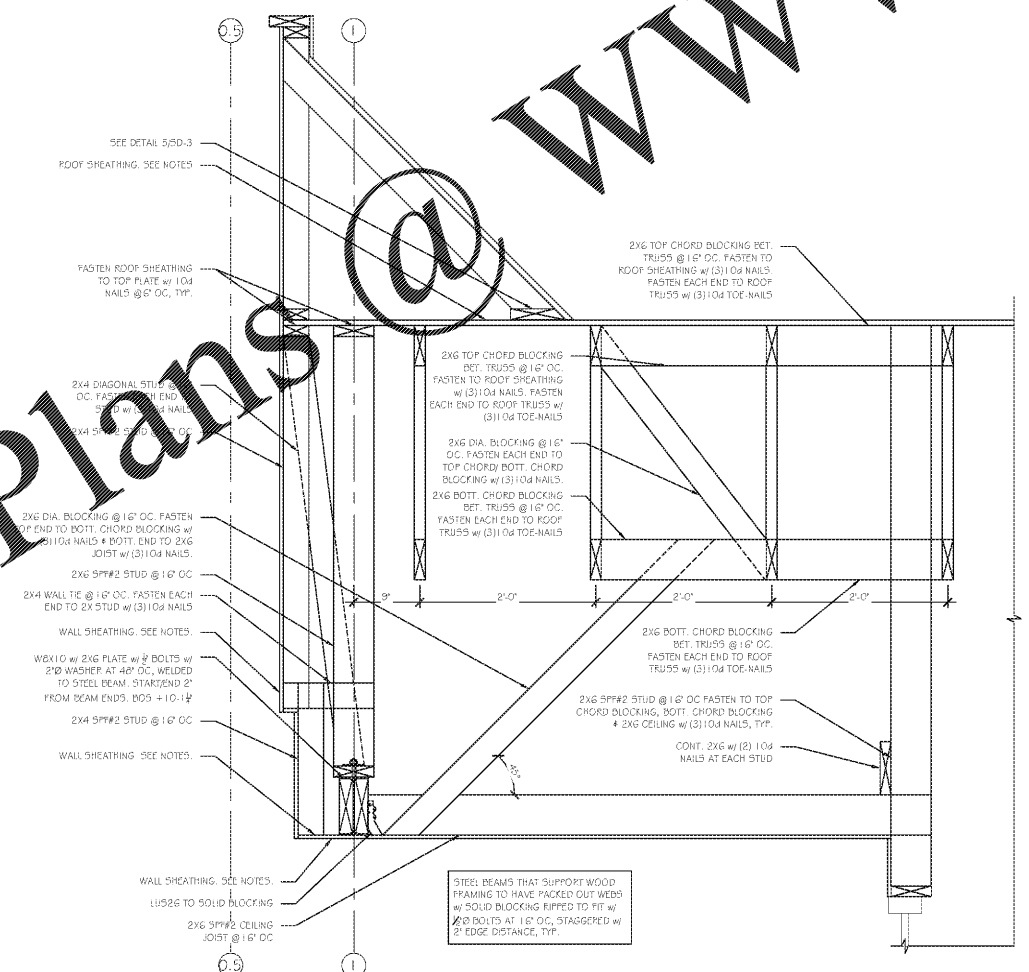 0.5
1
SEE DETAIL 5/SD-3
ROOF SHEATHING. SEE NOTES
FASTEN ROOF SHEATHING
TO TOP PLATE w/ 10d
NAILS @ 6" OC, TYP.
2X4 DIAGONAL STUD @
OC. FASTEN EACH END
w/ NAILS
2X4 OC
2X6 DIA. BLOCKING @ 16" OC. FASTEN
END TO BOTT. CHORD BLOCKING w/
(3)10d NAILS & BOTT. END TO 2X6
JOIST w/ (3)10d NAILS.
2X6 SPF#2 STUD @ 16" OC
2X4 WALL TIE @ 16" OC. FASTEN EACH
END TO 2X STUD w/ (3)10d NAILS
WALL SHEATHING. SEE NOTES.
W8X10 w/ 2X6 PLATE w/ BOLTS w/
2"Ø WASHER AT 48" OC, WELDED
TO STEEL BEAM. START/END 2"
FROM BEAM ENDS. BOS
2X4 SPF#2 STUD @ 16" OC
WALL SHEATHING. SEE NOTES.
WALL SHEATHING. SEE NOTES.
LUS26 TO SOLID BLOCKING
2X6 SPF#2 CEILING
JOIST @ 16" OC
2X6 TOP CHORD BLOCKING BET.
TRUSS @ 16" OC. FASTEN TO
ROOF SHEATHING w/ (3)10d NAILS.
FASTEN EACH END TO ROOF
TRUSS w/ (3)10d TOE-NAILS
2X6 TOP CHORD BLOCKING
BET. TRUSS @ 16" OC.
FASTEN TO ROOF SHEATHING
w/ (3)10d NAILS. FASTEN
EACH END TO ROOF TRUSS w/
(3)10d TOE-NAILS
2X6 DIA. BLOCKING @ 16"
OC. FASTEN EACH END TO
TOP CHORD/ BOTT. CHORD
BLOCKING w/ (3)10d NAILS.
2X6 BOTT. CHORD BLOCKING
BET. TRUSS @ 16" OC.
FASTEN EACH END TO ROOF
TRUSS w/ (3)10d TOE-NAILS
9"
2'-0"
2'-0"
2'-0"
2X6 BOTT. CHORD BLOCKING
BET. TRUSS @ 16" OC.
FASTEN EACH END TO ROOF
TRUSS w/ (3)10d TOE-NAILS
2X6 SPF#2 STUD @ 16" OC FASTEN TO TOP
CHORD BLOCKING, BOTT. CHORD BLOCKING
& 2X6 CEILING w/ (3)10d NAILS, TYP.
CONT. 2X6 w/ (2) 10d
NAILS AT EACH STUD
45°
STEEL BEAMS THAT SUPPORT WOOD
FRAMING TO HAVE PACKED OUT WEBS
w/ SOLID BLOCKING RIPPED TO FIT w/
BOLTS AT 16" OC, STAGGERED w/
2" EDGE DISTANCE, TYP.
0.5
1
Plans @ www